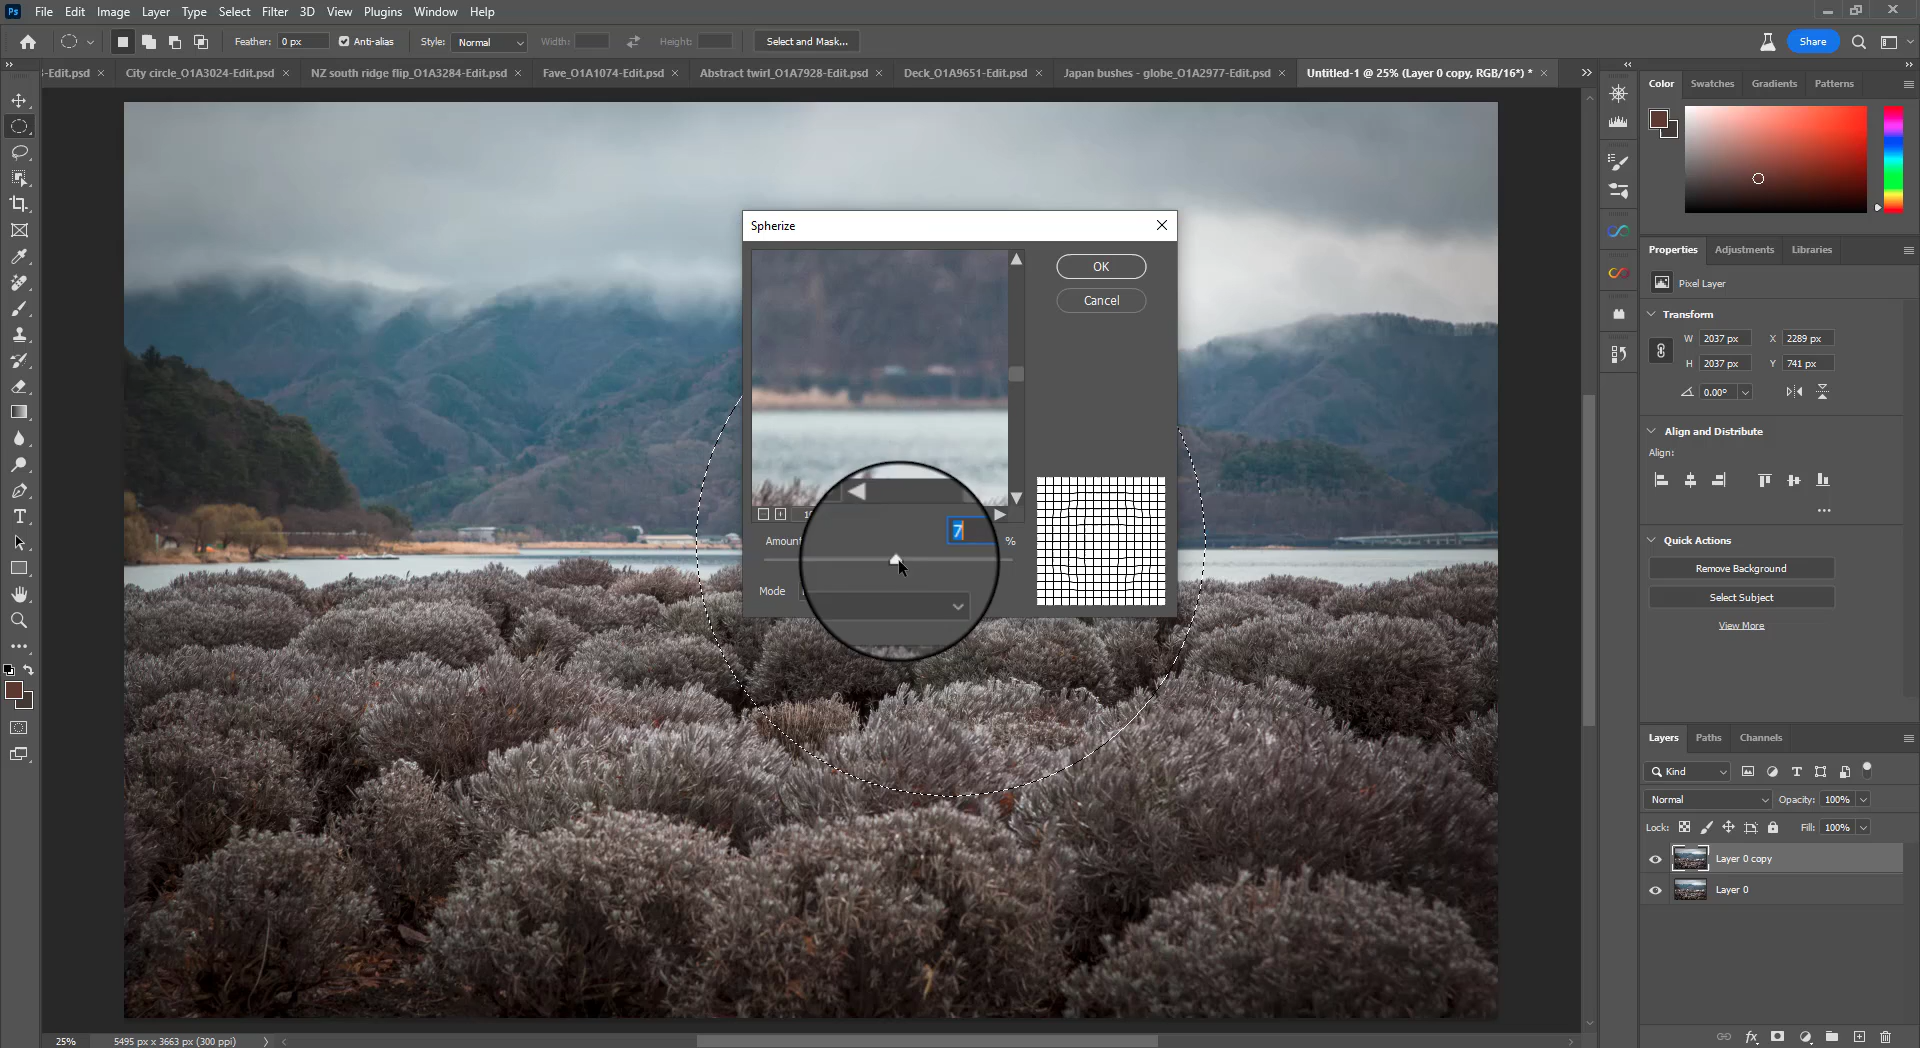 Ps File Edit Image Layer Type Select Filter 3D View Plugins Window Help
Feather: 0 px Anti-alias Style: Normal Width: Height: Select and Mask... Share
-Edit.psd × City circle_O1A3024-Edit.psd × NZ south ridge flip_O1A3284-Edit.psd × Fave_O1A1074-Edit.psd × Abstract twirl_O1A7928-Edit.psd × Deck_O1A9651-Edit.psd × Japan bushes - globe_O1A2977-Edit.psd × Untitled-1 @ 25% (Layer 0 copy, RGB/16*) * ×
Color Swatches Gradients Patterns
Spherize
OK
Cancel
7
Amount %
Mode
Properties Adjustments Libraries
Pixel Layer
Transform
W 2037 px X 2289 px
H 2037 px Y 741 px
0.00°
Align and Distribute
Align:
Quick Actions
Remove Background
Select Subject
View More
Layers Paths Channels
Kind
Normal Opacity: 100%
Lock: Fill: 100%
Layer 0 copy
Layer 0
fx
25% 5495 px x 3663 px (300 ppi)